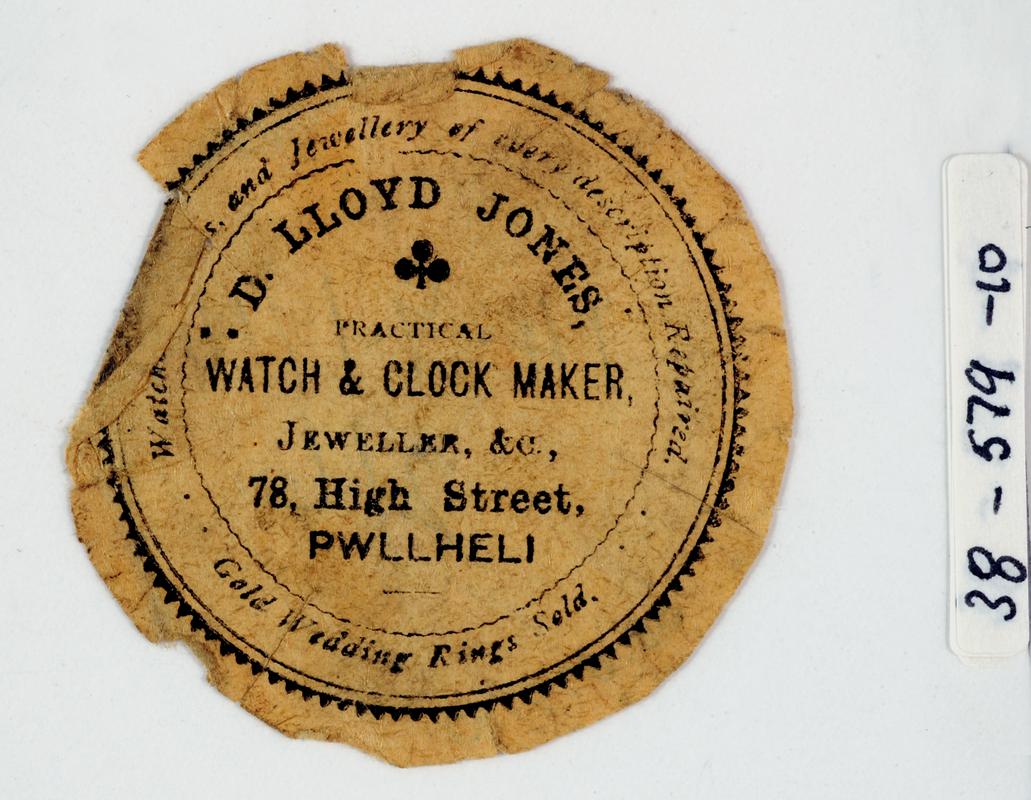 Watch
s, and Jewellery of every description Repaired.
D. LLOYD JONES,
PRACTICAL
WATCH & CLOCK MAKER,
JEWELLER, &C.,
78, High Street,
PWLLHELI
Gold Wedding Rings Sold.
38-579-20